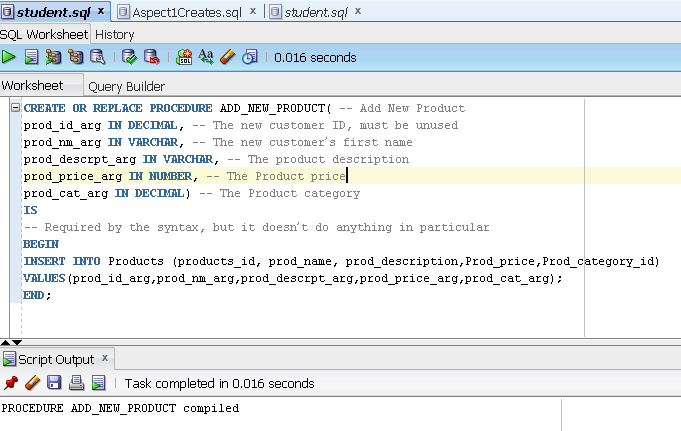 student.sql x Aspect1Creates.sql x student.sql x
SQL Worksheet History
0.016 seconds
Worksheet Query Builder
CREATE OR REPLACE PROCEDURE ADD_NEW_PRODUCT( -- Add New Product
prod_id_arg IN DECIMAL, -- The new customer ID, must be unused
prod_nm_arg IN VARCHAR, -- The new customer's first name
prod_descrpt_arg IN VARCHAR, -- The product description
prod_price_arg IN NUMBER, -- The Product price
prod_cat_arg IN DECIMAL) -- The Product category
IS
-- Required by the syntax, but it doesn't do anything in particular
BEGIN
INSERT INTO Products (products_id, prod_name, prod_description,Prod_price,Prod_category_id)
VALUES(prod_id_arg,prod_nm_arg,prod_descrpt_arg,prod_price_arg,prod_cat_arg);
END;
Script Output x
Task completed in 0.016 seconds
PROCEDURE ADD_NEW_PRODUCT compiled